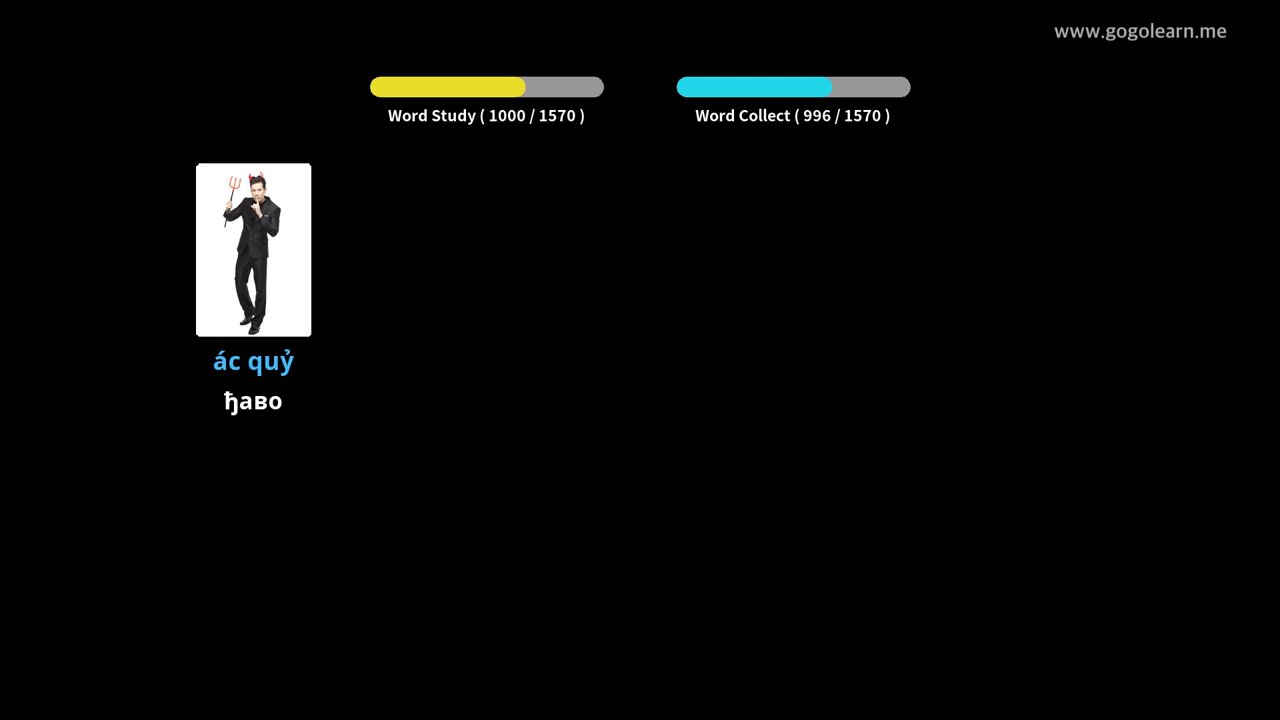 www.gogolearn.me
Word Study ( 1000 / 1570 )
Word Collect ( 996 / 1570 )
ác quỷ
ђаво